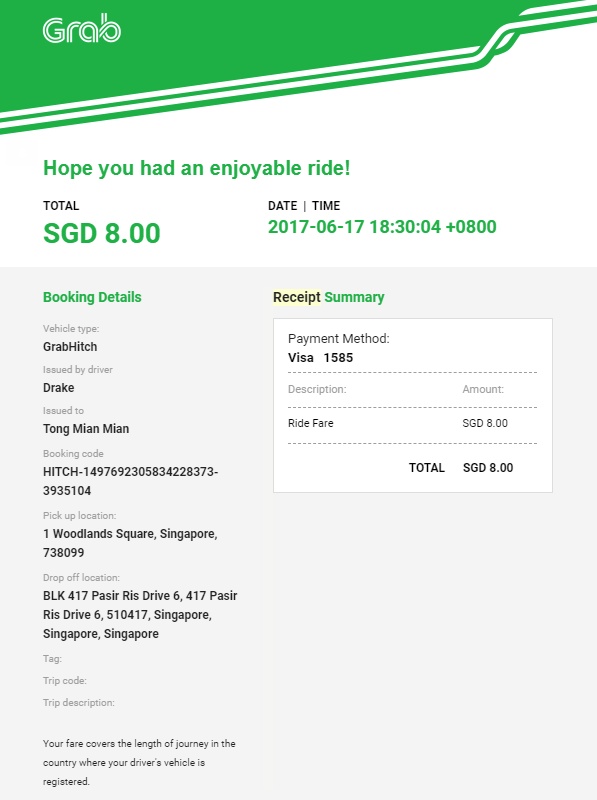 Grab
Hope you had an enjoyable ride!
TOTAL
SGD 8.00
DATE | TIME
2017-06-17 18:30:04 +0800
Booking Details
Vehicle type:
GrabHitch
Issued by driver
Drake
Issued to
Tong Mian Mian
Booking code
HITCH-1497692305834228373-
3935104
Pick up location:
1 Woodlands Square, Singapore,
738099
Drop off location:
BLK 417 Pasir Ris Drive 6, 417 Pasir
Ris Drive 6, 510417, Singapore,
Singapore, Singapore
Tag:
Trip code:
Trip description:
Your fare covers the length of journey in the
country where your driver's vehicle is
registered.
Receipt Summary
Payment Method:
Visa 1585
Description: Amount:
Ride Fare SGD 8.00
TOTAL SGD 8.00